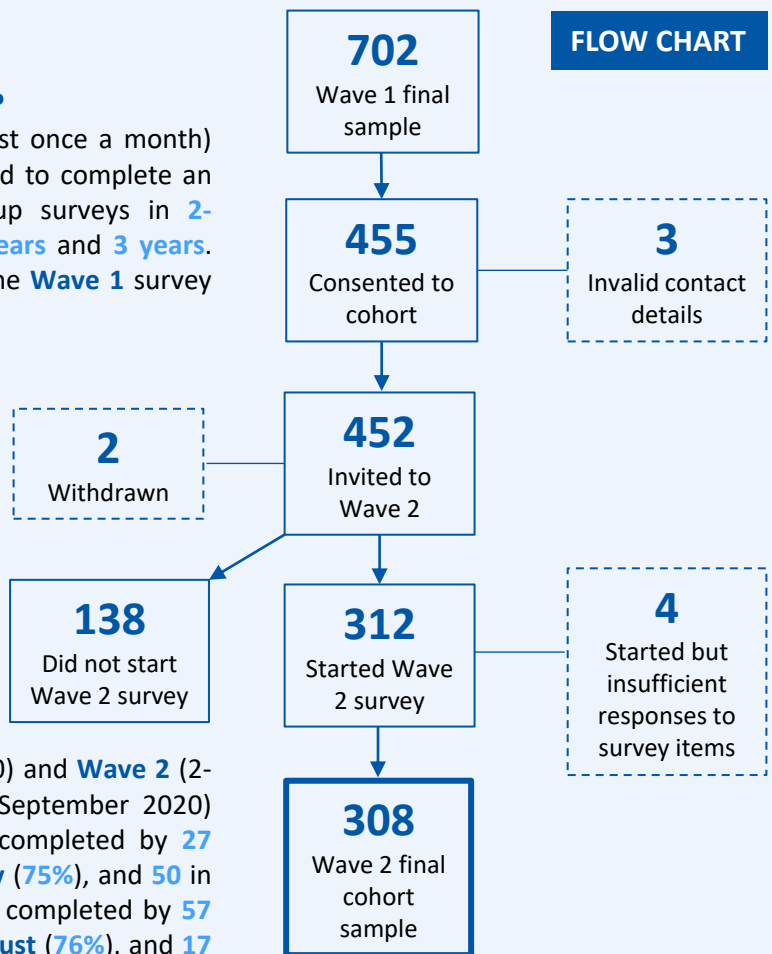 FLOW CHART
702
Wave 1 final
sample
once a month)
d to complete an
up surveys in 2-
ears and 3 years.
ne Wave 1 survey
455
Consented to
cohort
3
Invalid contact
details
2
Withdrawn
452
Invited to
Wave 2
138
Did not start
Wave 2 survey
312
Started Wave
2 survey
4
Started but
insufficient
responses to
survey items
0) and Wave 2 (2-
September 2020)
completed by 27
y (75%), and 50 in
completed by 57
ust (76%), and 17
308
Wave 2 final
cohort
sample